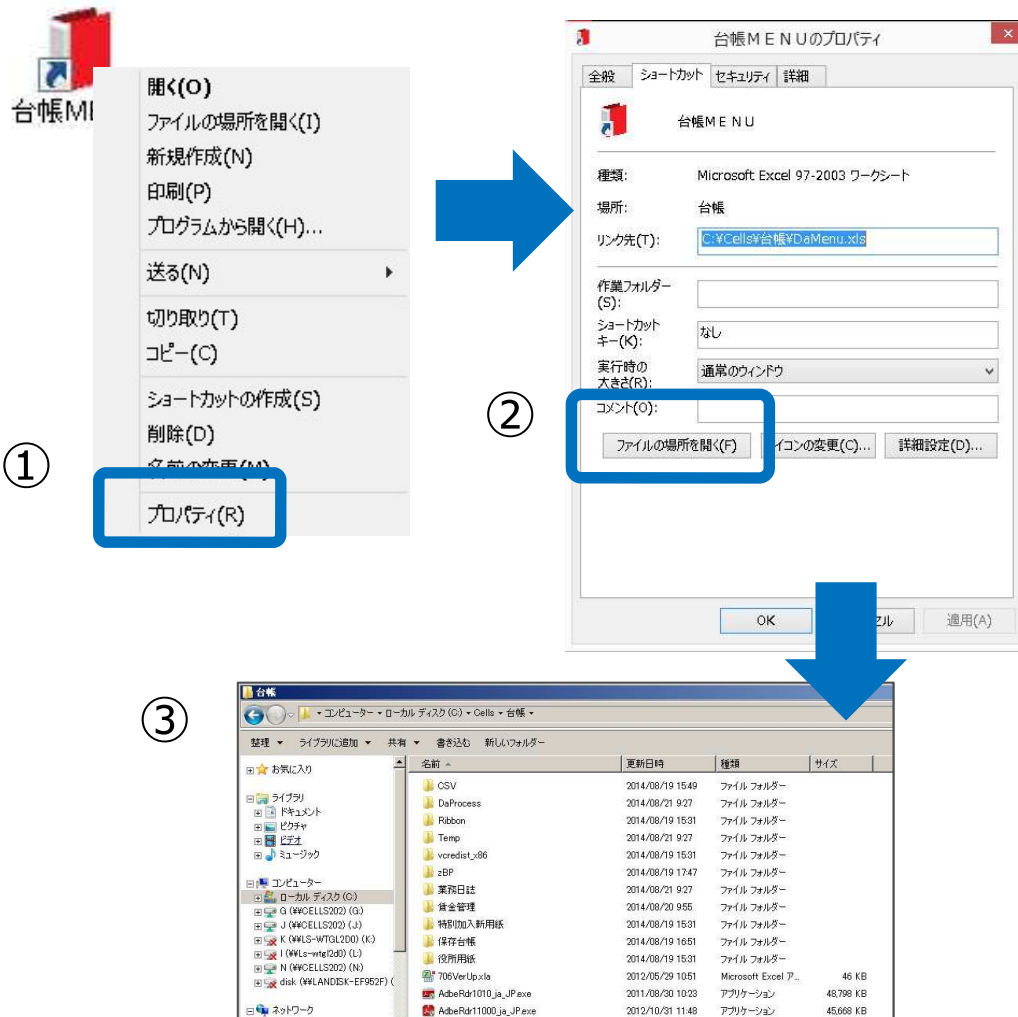 台帳ME
開く(O)
ファイルの場所を開く(I)
新規作成(N)
印刷(P)
プログラムから開く(H)...
送る(N)
切り取り(T)
コピー(C)
ショートカットの作成(S)
削除(D)
名前の変更(M)
プロパティ(R)
①
台帳ＭＥＮＵのプロパティ
全般 ショートカット セキュリティ 詳細
台帳ＭＥＮＵ
種類: Microsoft Excel 97-2003 ワークシート
場所: 台帳
リンク先(T): C:¥Cells¥台帳¥DaMenu.xls
作業フォルダー
(S):
ショートカット
キー(K): なし
実行時の
大きさ(R): 通常のウィンドウ
コメント(O):
②
ファイルの場所を開く(F) イコンの変更(C)... 詳細設定(D)...
OK セル 適用(A)
③
台帳
コンピューター ローカル ディスク (C:) Cells 台帳
整理 ライブラリに追加 共有 書き込む 新しいフォルダー
名前 更新日時 種類 サイズ
お気に入り
ライブラリ
ドキュメント
ピクチャ
ビデオ
ミュージック
コンピューター
ローカル ディスク (C:)
G (¥¥CELLS202) (G:)
J (¥¥CELLS202) (J:)
K (¥¥LS-WTGL2D0) (K:)
I (¥¥Ls-wtgl2d0) (L:)
N (¥¥CELLS202) (N:)
disk (¥¥LANDISK-EF952F) (
ネットワーク
CSV 2014/08/19 15:49 ファイル フォルダー
DaProcess 2014/08/21 9:27 ファイル フォルダー
Ribbon 2014/08/19 15:31 ファイル フォルダー
Temp 2014/08/21 9:27 ファイル フォルダー
vcredist_x86 2014/08/19 15:31 ファイル フォルダー
zBP 2014/08/19 17:47 ファイル フォルダー
業務日誌 2014/08/21 9:27 ファイル フォルダー
賃金管理 2014/08/20 9:55 ファイル フォルダー
特別加入新用紙 2014/08/19 15:31 ファイル フォルダー
保存台帳 2014/08/19 16:51 ファイル フォルダー
役所用紙 2014/08/19 15:31 ファイル フォルダー
706VerUp.xla 2012/05/29 10:51 Microsoft Excel ア... 46 KB
AdbeRdr1010_ja_JP.exe 2011/08/30 10:23 アプリケーション 48,798 KB
AdbeRdr11000_ja_JP.exe 2012/10/31 11:48 アプリケーション 45,668 KB